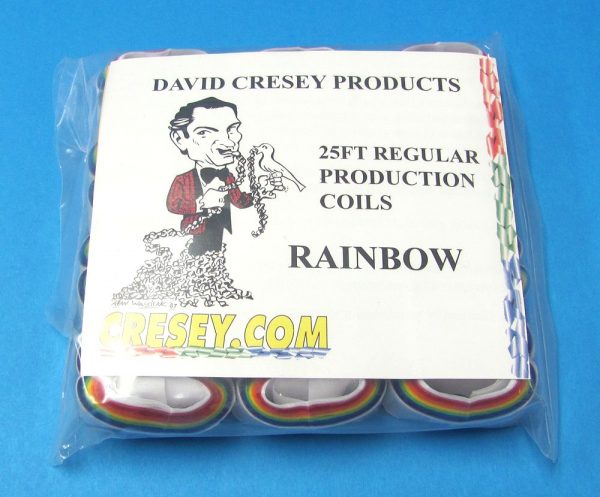 DAVID CRESEY PRODUCTS
25FT REGULAR
PRODUCTION
COILS
RAINBOW
CRESEY.COM